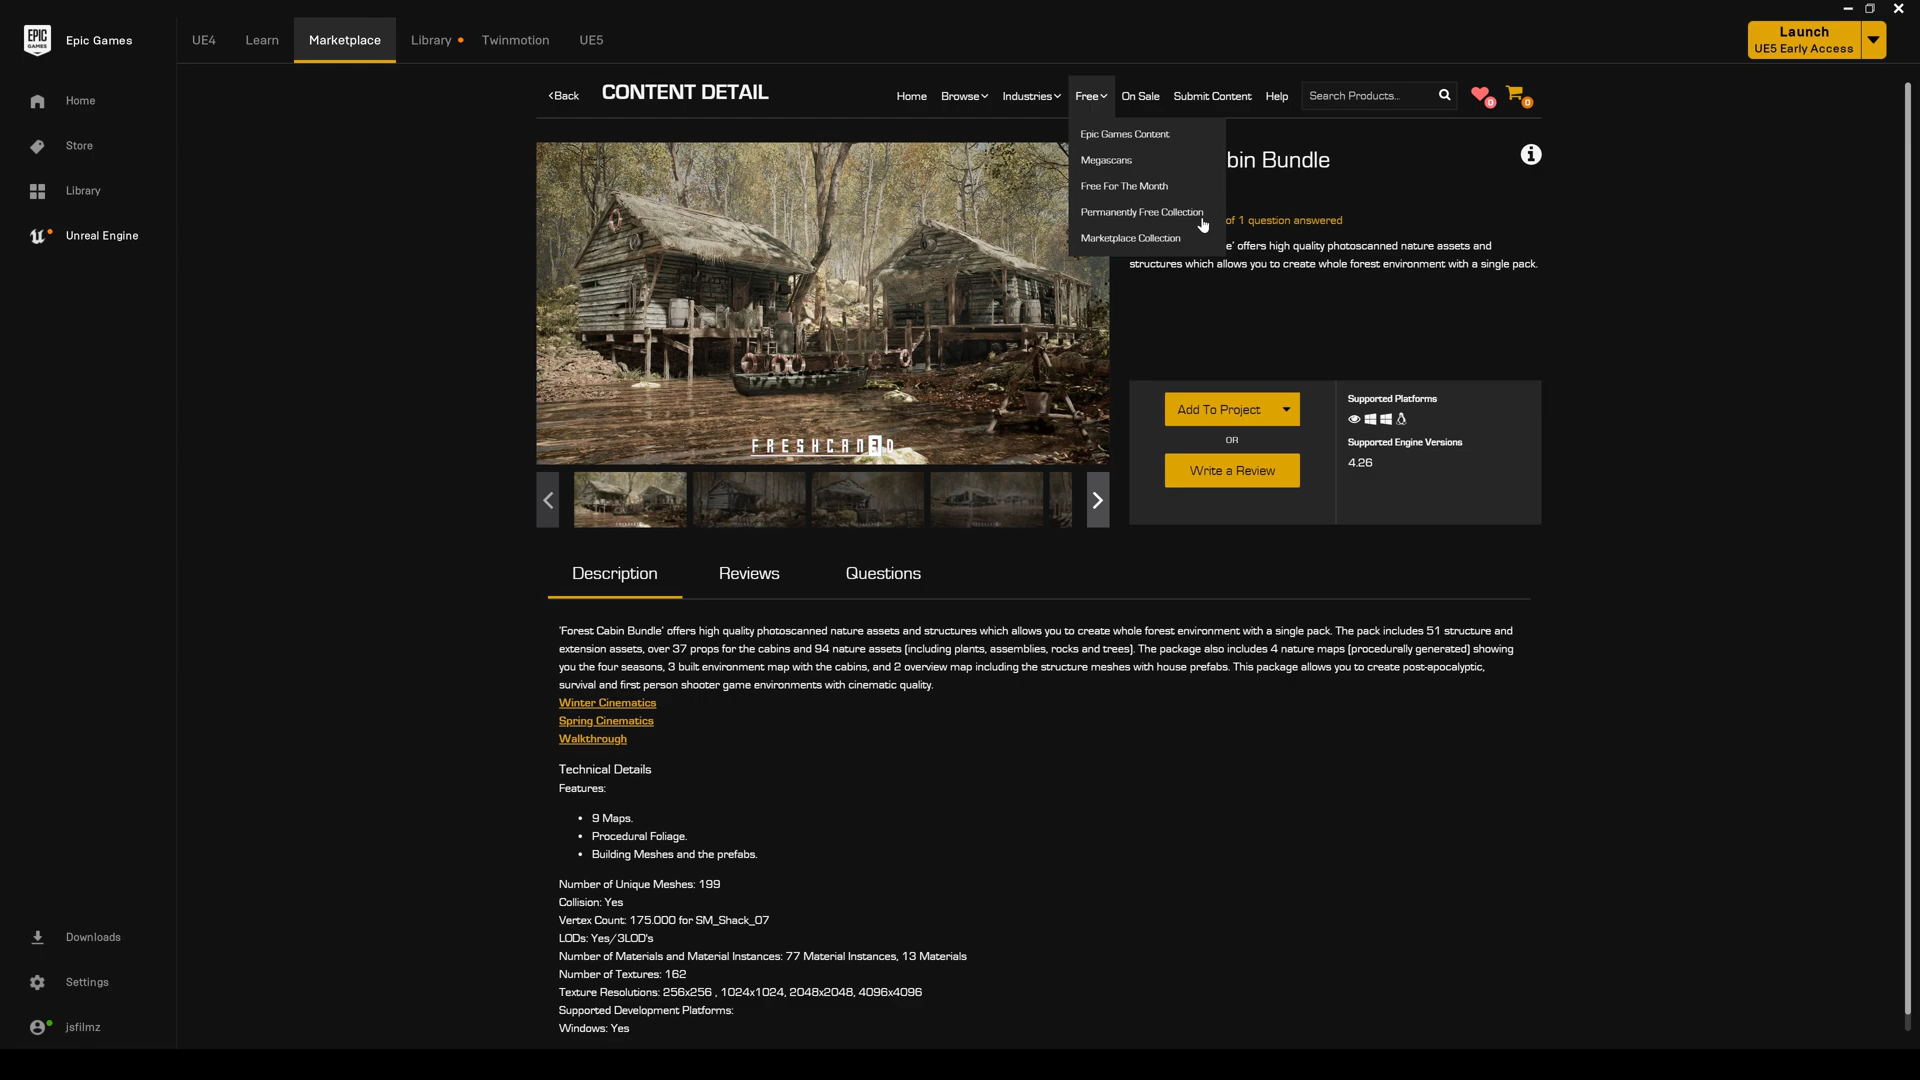 EPIC
GAMES
Epic Games
UE4
Learn
Marketplace
Library
Twinmotion
UE5
Launch
UE5 Early Access
Home
Store
Library
Unreal Engine
Downloads
Settings
jsfilmz
Back
CONTENT DETAIL
Home
Browse
Industries
Free
On Sale
Submit Content
Help
Search Products...
0
0
Epic Games Content
Megascans
Free For The Month
Permanently Free Collection
Marketplace Collection
bin Bundle
of 1 question answered
offers high quality photoscanned nature assets and
structures which allows you to create whole forest environment with a single pack.
FRESHCAN3D
Add To Project
OR
Write a Review
Supported Platforms
Supported Engine Versions
4.26
Description
Reviews
Questions
'Forest Cabin Bundle' offers high quality photoscanned nature assets and structures which allows you to create whole forest environment with a single pack. The pack includes 51 structure and
extension assets, over 37 props for the cabins and 94 nature assets (including plants, assemblies, rocks and trees). The package also includes 4 nature maps (procedurally generated) showing
you the four seasons, 3 built environment map with the cabins, and 2 overview map including the structure meshes with house prefabs. This package allows you to create post-apocalyptic,
survival and first person shooter game environments with cinematic quality.
Winter Cinematics
Spring Cinematics
Walkthrough
Technical Details
Features:
• 9 Maps.
• Procedural Foliage.
• Building Meshes and the prefabs.
Number of Unique Meshes: 199
Collision: Yes
Vertex Count: 175.000 for SM_Shack_07
LODs: Yes/3LOD's
Number of Materials and Material Instances: 77 Material Instances, 13 Materials
Number of Textures: 162
Texture Resolutions: 256x256 , 1024x1024, 2048x2048, 4096x4096
Supported Development Platforms:
Windows: Yes